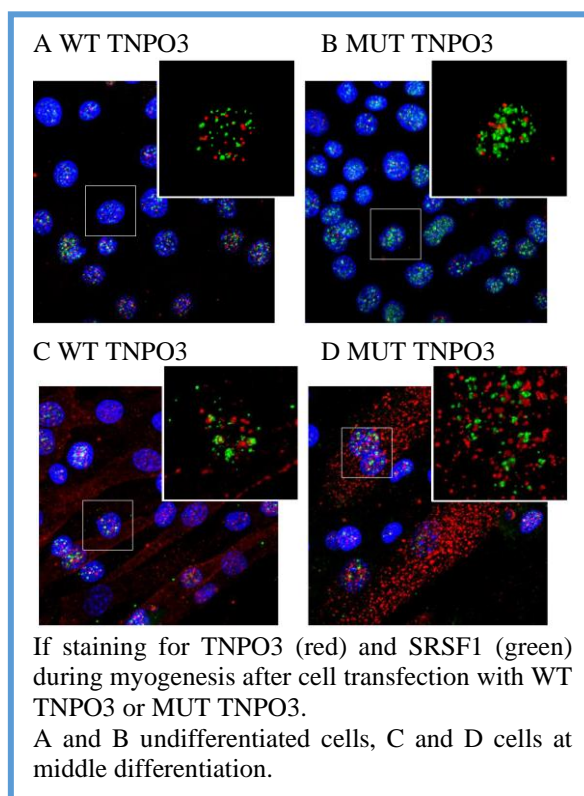 A WT TNPO3
B MUT TNPO3
C WT TNPO3
D MUT TNPO3
If staining for TNPO3 (red) and SRSF1 (green)
during myogenesis after cell transfection with WT
TNPO3 or MUT TNPO3.
A and B undifferentiated cells, C and D cells at
middle differentiation.